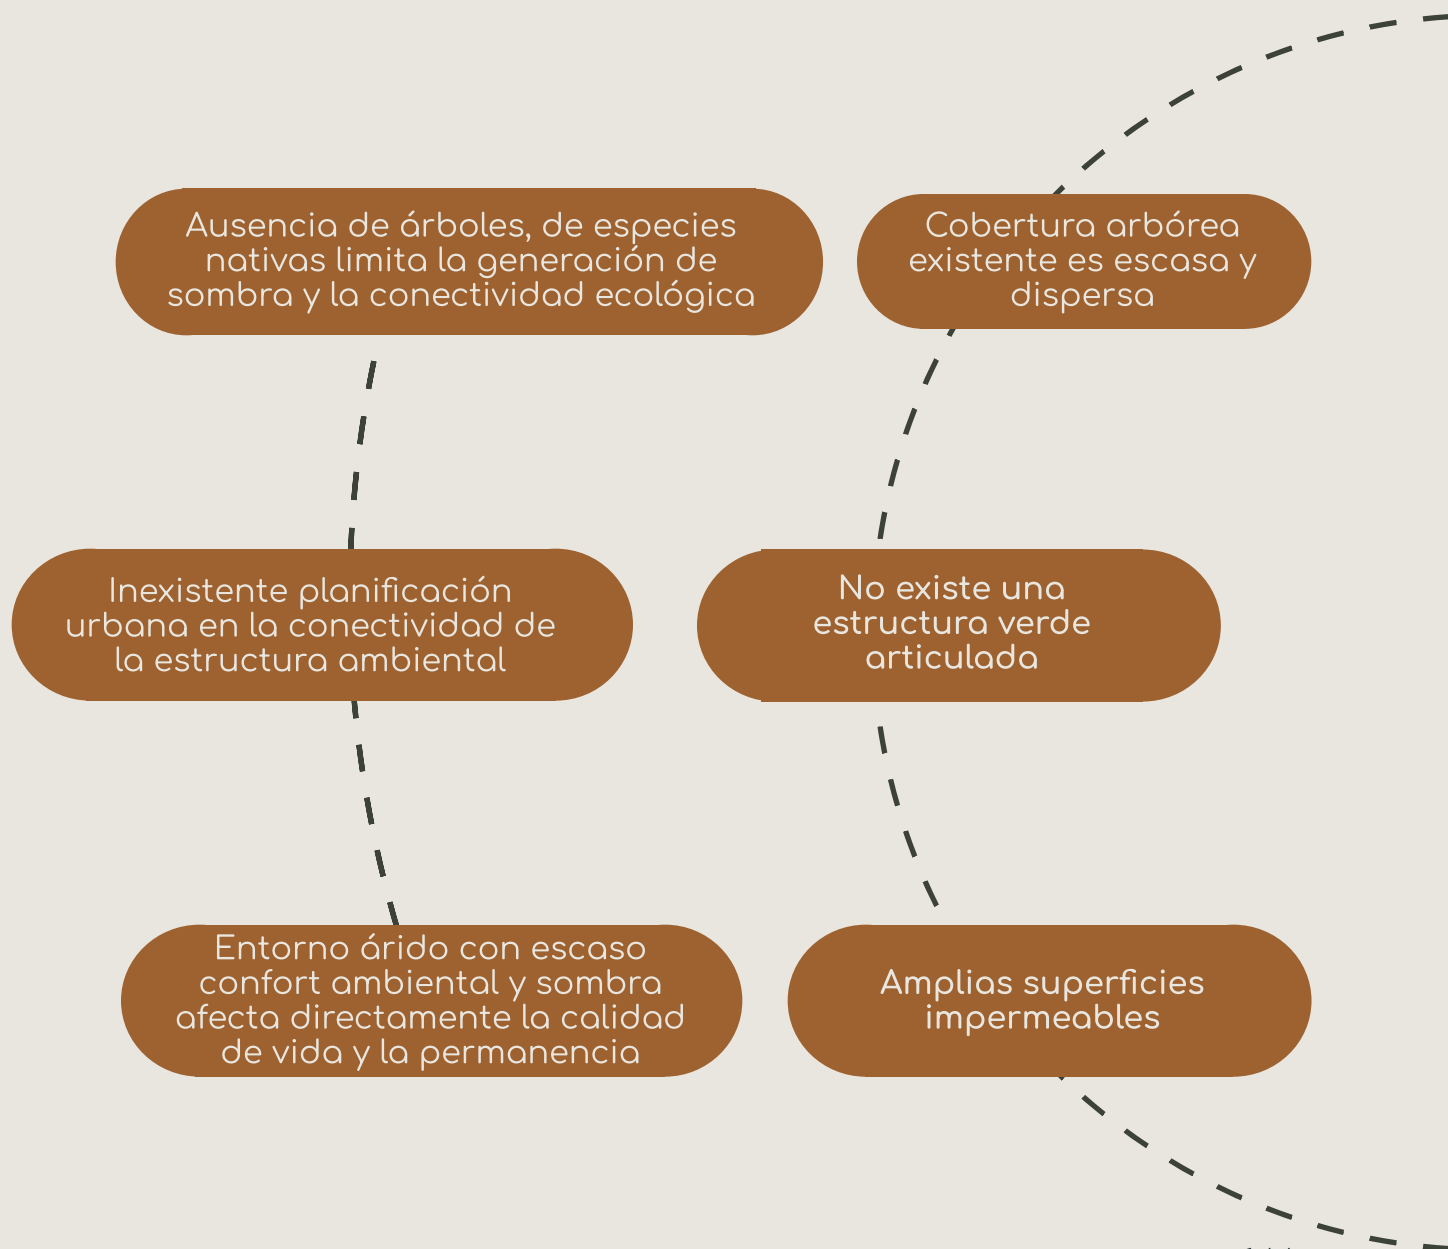 Ausencia de árboles, de especies
nativas limita la generación de
sombra y la conectividad ecológica
Cobertura arbórea
existente es escasa y
dispersa
Inexistente planificación
urbana en la conectividad de
la estructura ambiental
No existe una
estructura verde
articulada
Entorno árido con escaso
confort ambiental y sombra
afecta directamente la calidad
de vida y la permanencia
Amplias superficies
impermeables